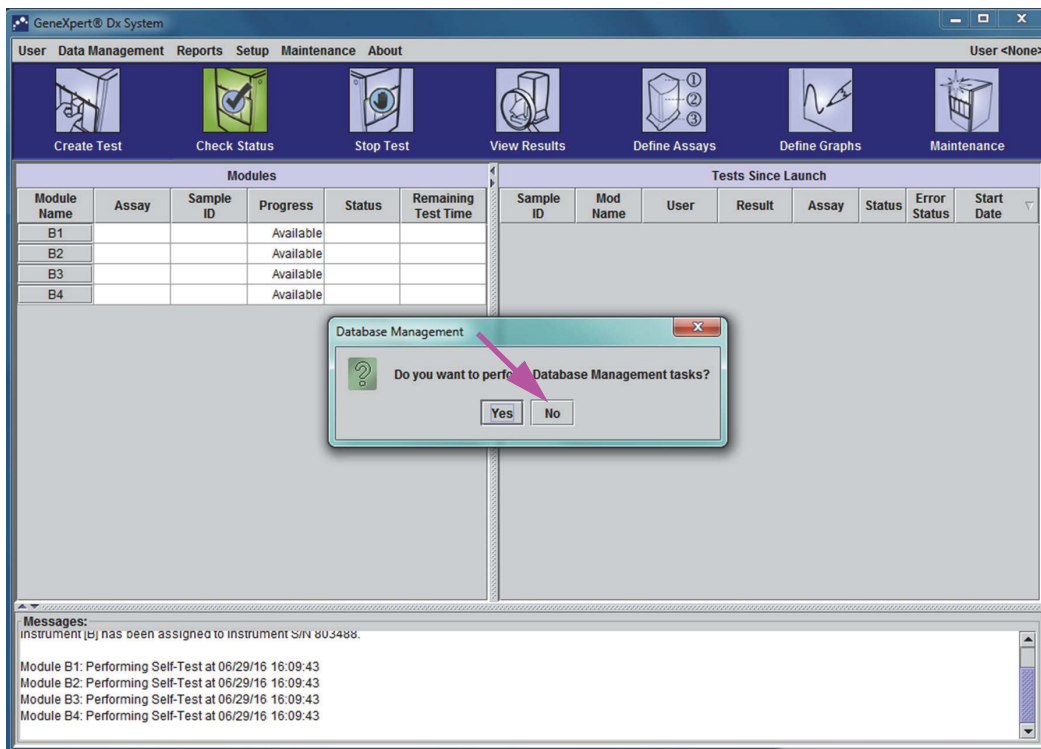 GeneXpert® Dx System
User Data Management Reports Setup Maintenance About User <None>
Create Test Check Status Stop Test View Results Define Assays Define Graphs Maintenance
Modules
Module Name Assay Sample ID Progress Status Remaining Test Time
B1 Available
B2 Available
B3 Available
B4 Available
Tests Since Launch
Sample ID Mod Name User Result Assay Status Error Status Start Date
Database Management
Do you want to perform Database Management tasks?
Yes No
Messages:
Instrument [B] has been assigned to Instrument S/N 803488.
Module B1: Performing Self-Test at 06/29/16 16:09:43
Module B2: Performing Self-Test at 06/29/16 16:09:43
Module B3: Performing Self-Test at 06/29/16 16:09:43
Module B4: Performing Self-Test at 06/29/16 16:09:43